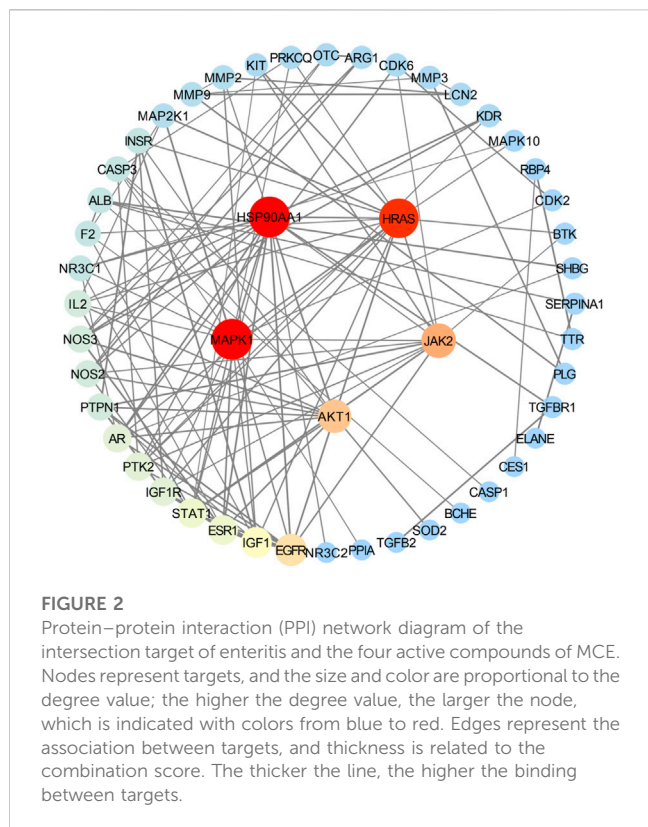 PRKCQ
OTC
ARG1
KIT
CDK6
MMP2
MMP3
MMP9
LCN2
MAP2K1
KDR
INSR
MAPK10
CASP3
RBP4
ALB
CDK2
HSP90AA1
HRAS
F2
BTK
NR3C1
SHBG
IL2
SERPINA1
NOS3
MAPK1
JAK2
TTR
NOS2
PLG
PTPN1
AKT1
TGFBR1
AR
ELANE
PTK2
CES1
IGF1R
CASP1
STAT1
BCHE
ESR1
SOD2
IGF1
EGFR
NR3C2
PPIA
TGFB2
FIGURE 2
Protein–protein interaction (PPI) network diagram of the
intersection target of enteritis and the four active compounds of MCE.
Nodes represent targets, and the size and color are proportional to the
degree value; the higher the degree value, the larger the node,
which is indicated with colors from blue to red. Edges represent the
association between targets, and thickness is related to the
combination score. The thicker the line, the higher the binding
between targets.